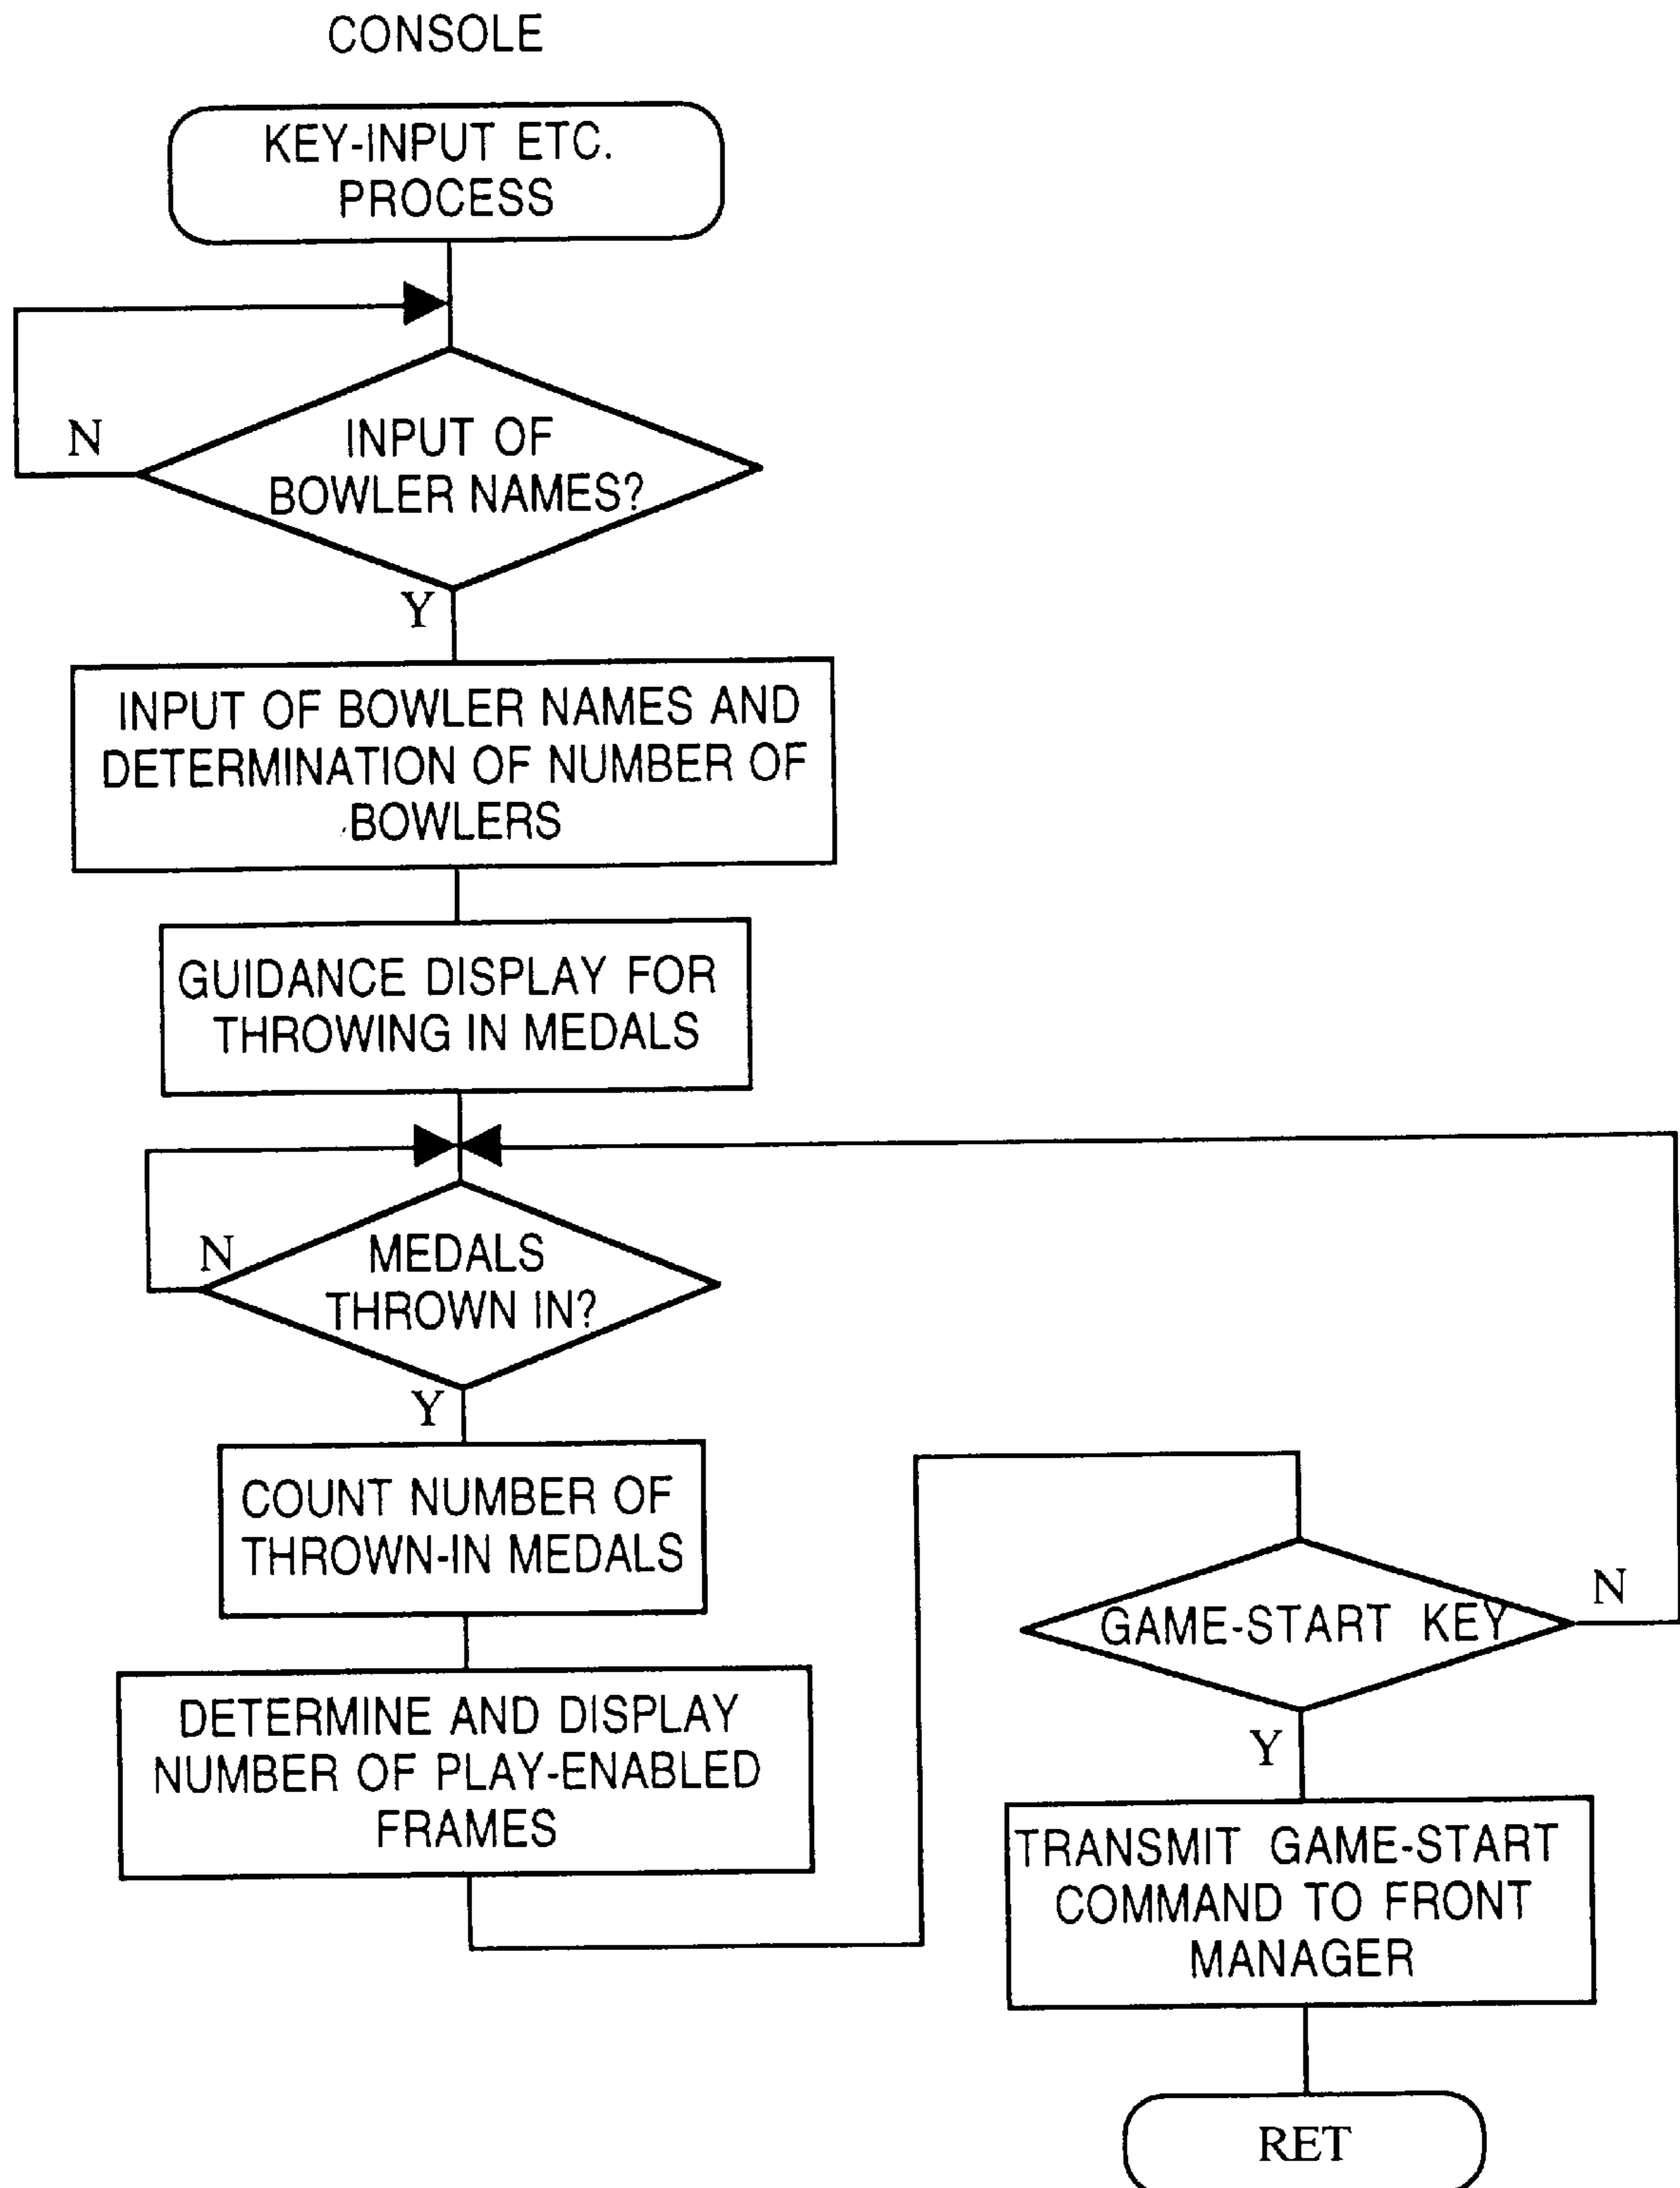 CONSOLE
KEY-INPUT ETC.
PROCESS
N
INPUT OF
BOWLER NAMES?
Y
INPUT OF BOWLER NAMES AND
DETERMINATION OF NUMBER OF
BOWLERS
GUIDANCE DISPLAY FOR
THROWING IN MEDALS
N
MEDALS
THROWN IN?
Y
COUNT NUMBER OF
THROWN-IN MEDALS
DETERMINE AND DISPLAY
NUMBER OF PLAY-ENABLED
FRAMES
GAME-START KEY
N
Y
TRANSMIT GAME-START
COMMAND TO FRONT
MANAGER
RET